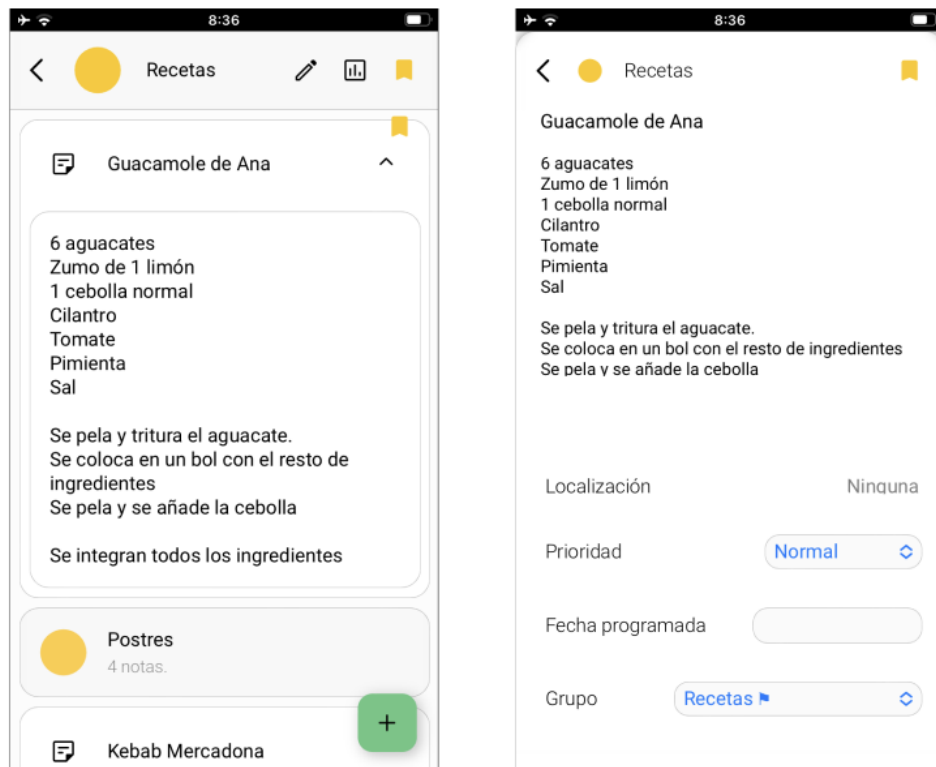 8:36
Recetas
Guacamole de Ana
6 aguacates
Zumo de 1 limón
1 cebolla normal
Cilantro
Tomate
Pimienta
Sal
Se pela y tritura el aguacate.
Se coloca en un bol con el resto de
ingredientes
Se pela y se añade la cebolla
Se integran todos los ingredientes
Postres
4 notas.
+
Kebab Mercadona
8:36
Recetas
Guacamole de Ana
6 aguacates
Zumo de 1 limón
1 cebolla normal
Cilantro
Tomate
Pimienta
Sal
Se pela y tritura el aguacate.
Se coloca en un bol con el resto de ingredientes
Se pela y se añade la cebolla
Localización Ninguna
Prioridad Normal
Fecha programada
Grupo Recetas